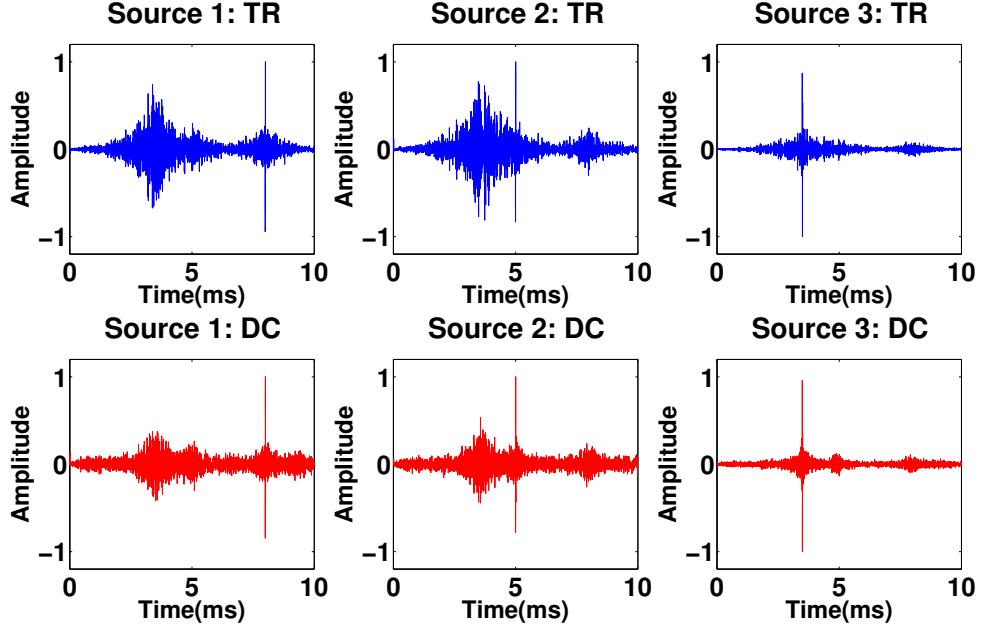 Source 1: TR
Source 2: TR
Source 3: TR
1
0
−1
Amplitude
0
5
10
Time(ms)
1
0
−1
Amplitude
0
5
10
Time(ms)
1
0
−1
Amplitude
0
5
10
Time(ms)
Source 1: DC
Source 2: DC
Source 3: DC
1
0
−1
Amplitude
0
5
10
Time(ms)
1
0
−1
Amplitude
0
5
10
Time(ms)
1
0
−1
Amplitude
0
5
10
Time(ms)